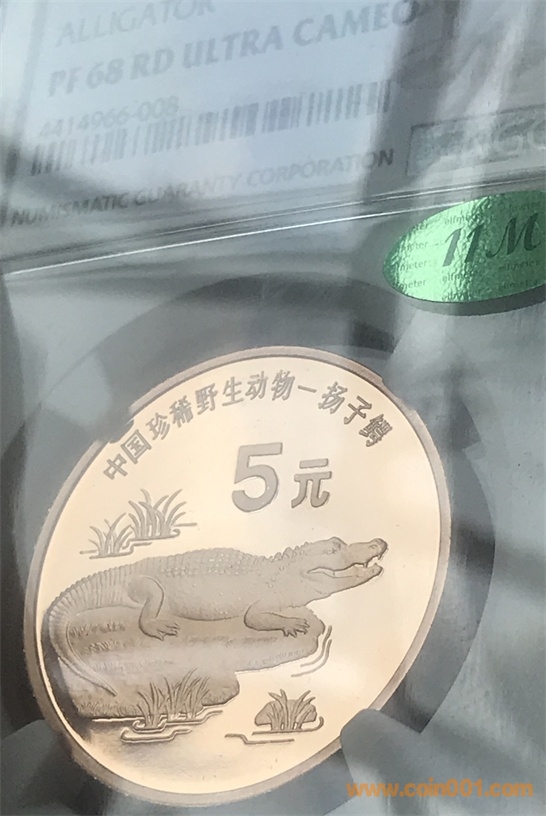 ALLIGATOR
PF 68 RD ULTRA CAMEO
4414966-008
NUMISMATIC GUARANTY CORPORATION
11M
中国珍稀野生动物—扬子鳄
5元
www.cnin001.com